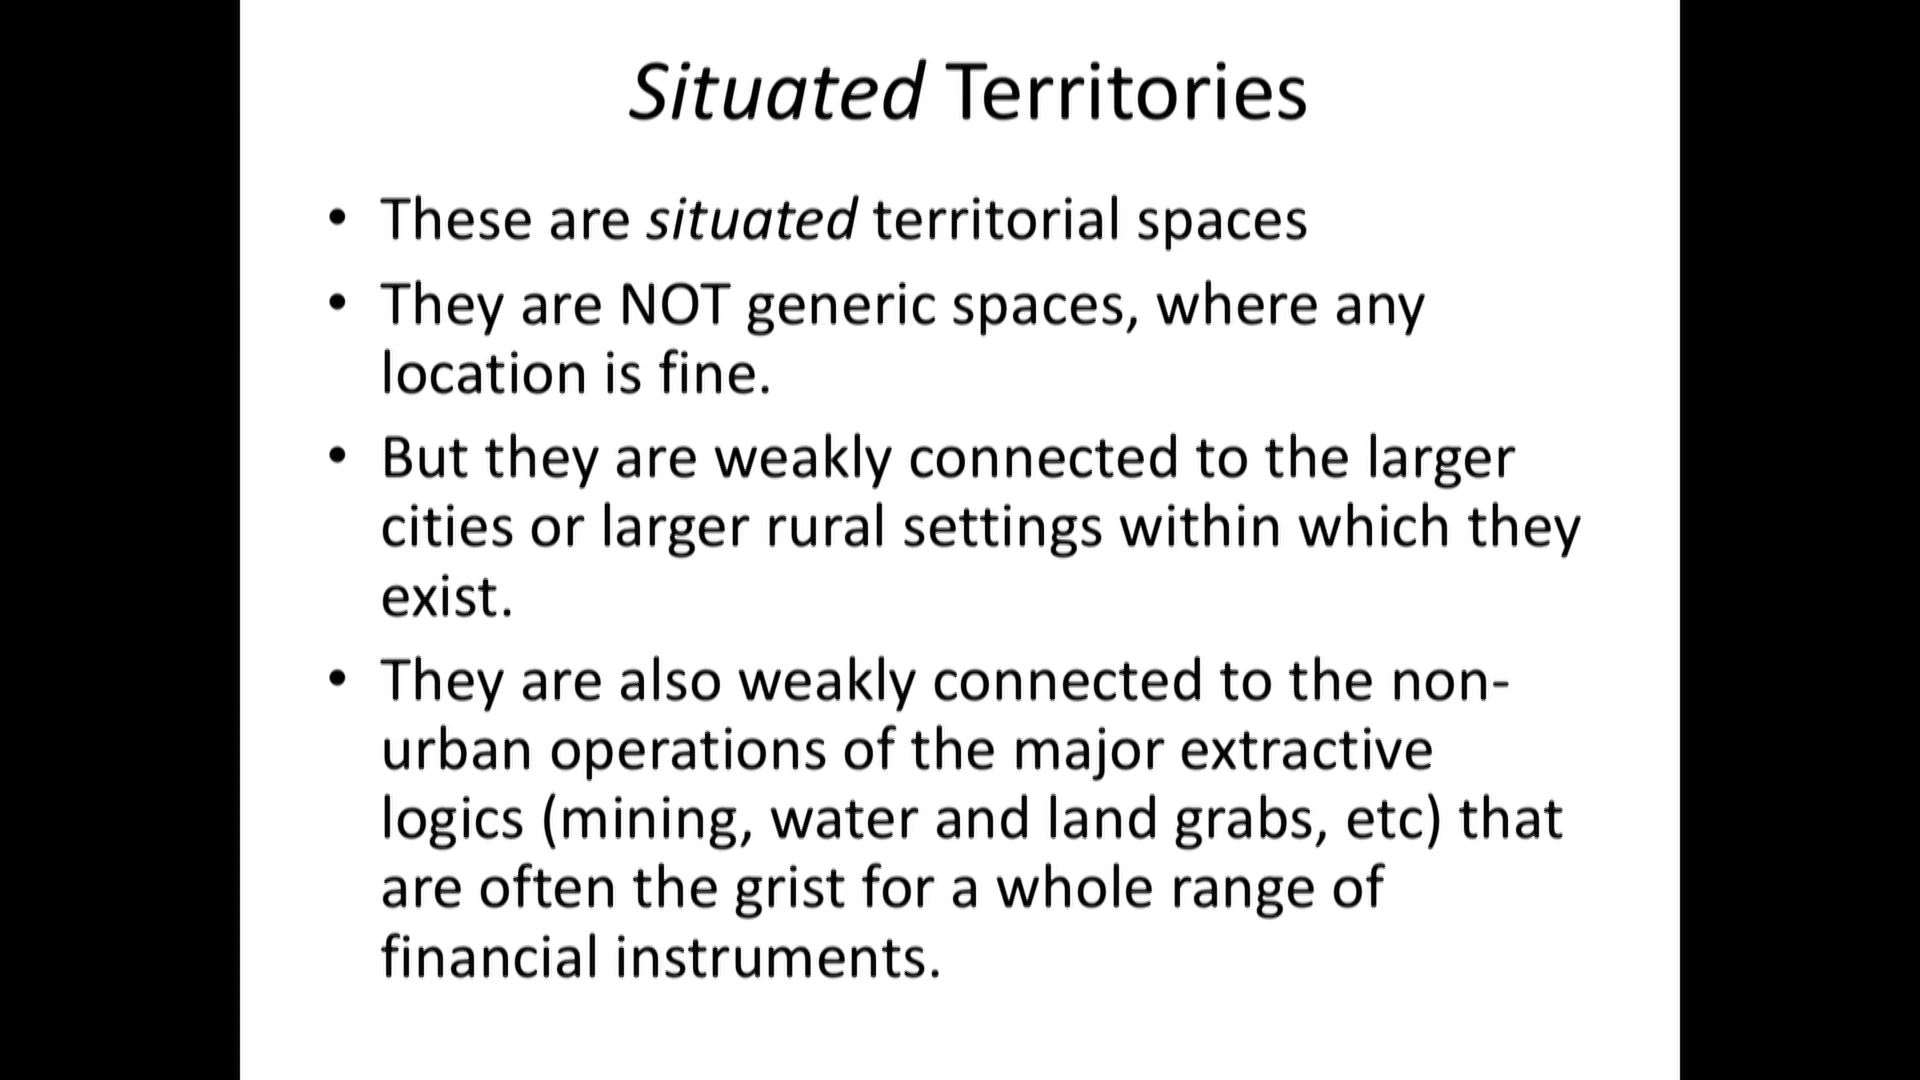 Situated Territories
• These are situated territorial spaces
• They are NOT generic spaces, where any
location is fine.
• But they are weakly connected to the larger
cities or larger rural settings within which they
exist.
• They are also weakly connected to the non-
urban operations of the major extractive
logics (mining, water and land grabs, etc) that
are often the grist for a whole range of
financial instruments.